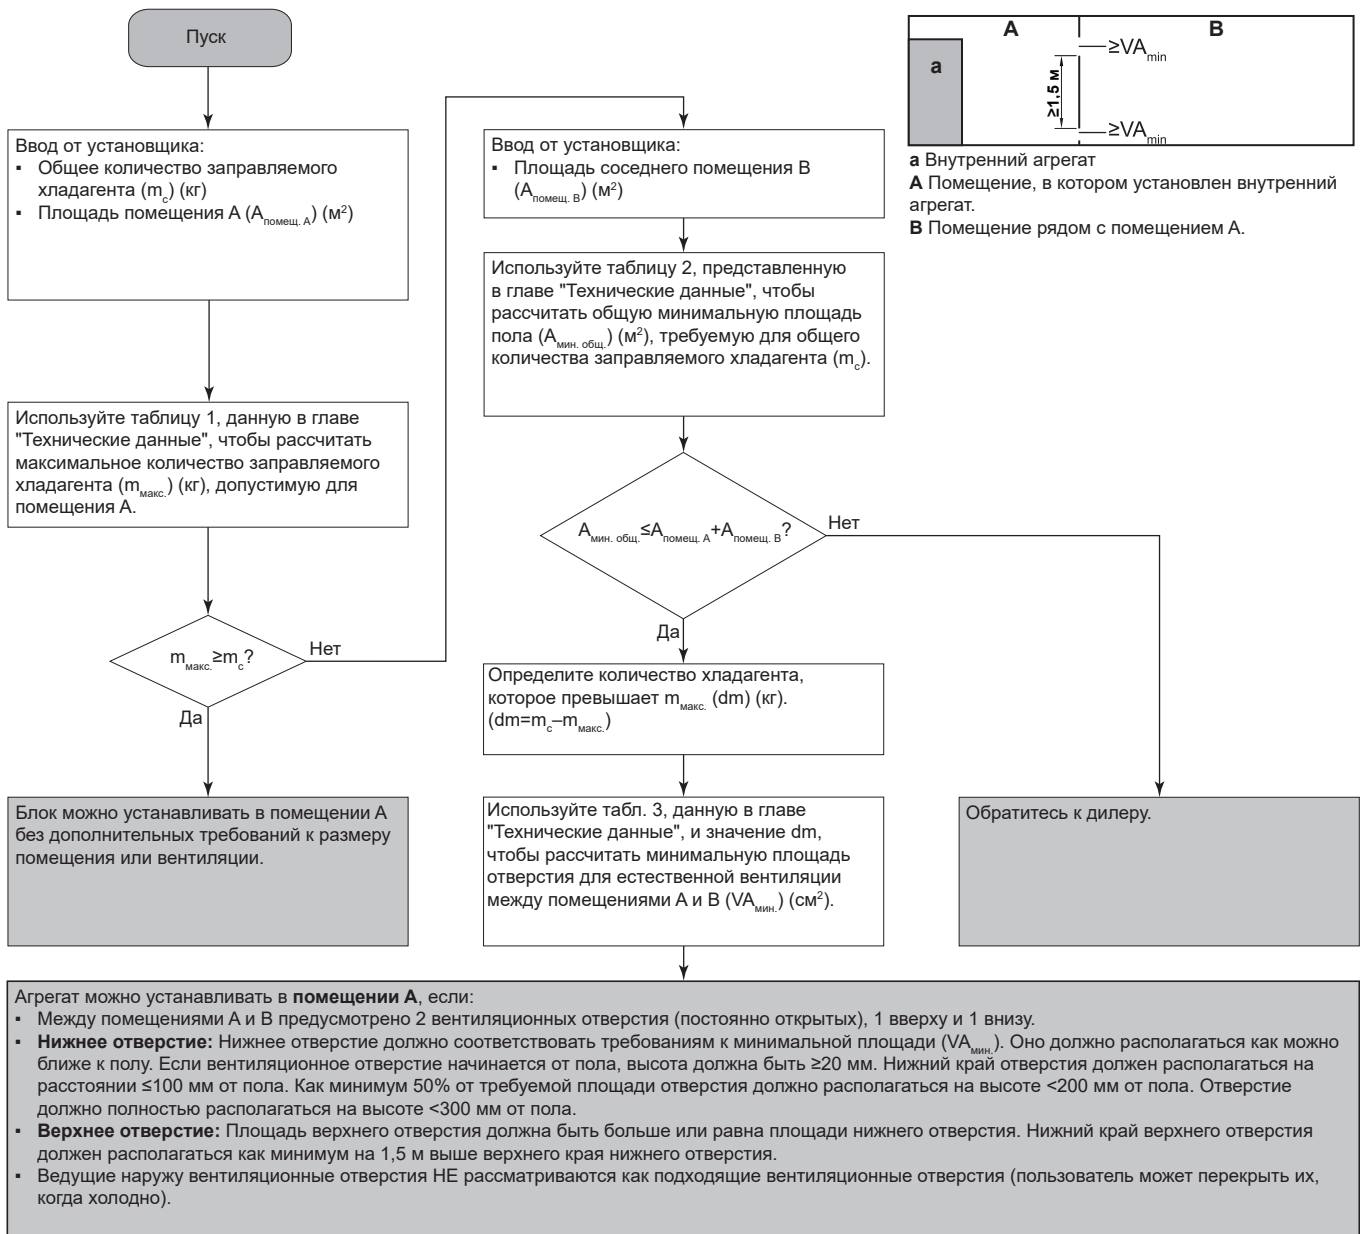 Пуск
Ввод от установщика:
▪ Общее количество заправляемого
хладагента (mc) (кг)
▪ Площадь помещения A (Aпомещ. A) (м²)
Используйте таблицу 1, данную в главе
"Технические данные", чтобы рассчитать
максимальное количество заправляемого
хладагента (mмакс.) (кг), допустимую для
помещения A.
mмакс.≥mc?
Нет
Да
Блок можно устанавливать в помещении A
без дополнительных требований к размеру
помещения или вентиляции.
Ввод от установщика:
▪ Площадь соседнего помещения B
(Aпомещ. B) (м²)
Используйте таблицу 2, представленную
в главе "Технические данные", чтобы
рассчитать общую минимальную площадь
пола (Aмин. общ.) (м²), требуемую для общего
количества заправляемого хладагента (mc).
Aмин. общ.≤Aпомещ. A+Aпомещ. B?
Нет
Да
Определите количество хладагента,
которое превышает mмакс. (dm) (кг).
(dm=mc–mмакс.)
Используйте табл. 3, данную в главе
"Технические данные", и значение dm,
чтобы рассчитать минимальную площадь
отверстия для естественной вентиляции
между помещениями A и B (VAмин.) (см²).
Обратитесь к дилеру.
A
B
a
≥1,5 м
≥VAmin
≥VAmin
a Внутренний агрегат
A Помещение, в котором установлен внутренний
агрегат.
B Помещение рядом с помещением A.
Агрегат можно устанавливать в помещении A, если:
▪ Между помещениями A и B предусмотрено 2 вентиляционных отверстия (постоянно открытых), 1 вверху и 1 внизу.
▪ Нижнее отверстие: Нижнее отверстие должно соответствовать требованиям к минимальной площади (VAмин.). Оно должно располагаться как можно
ближе к полу. Если вентиляционное отверстие начинается от пола, высота должна быть ≥20 мм. Нижний край отверстия должен располагаться на
расстоянии ≤100 мм от пола. Как минимум 50% от требуемой площади отверстия должно располагаться на высоте <200 мм от пола. Отверстие
должно полностью располагаться на высоте <300 мм от пола.
▪ Верхнее отверстие: Площадь верхнего отверстия должна быть больше или равна площади нижнего отверстия. Нижний край верхнего отверстия
должен располагаться как минимум на 1,5 м выше верхнего края нижнего отверстия.
▪ Ведущие наружу вентиляционные отверстия НЕ рассматриваются как подходящие вентиляционные отверстия (пользователь может перекрыть их,
когда холодно).